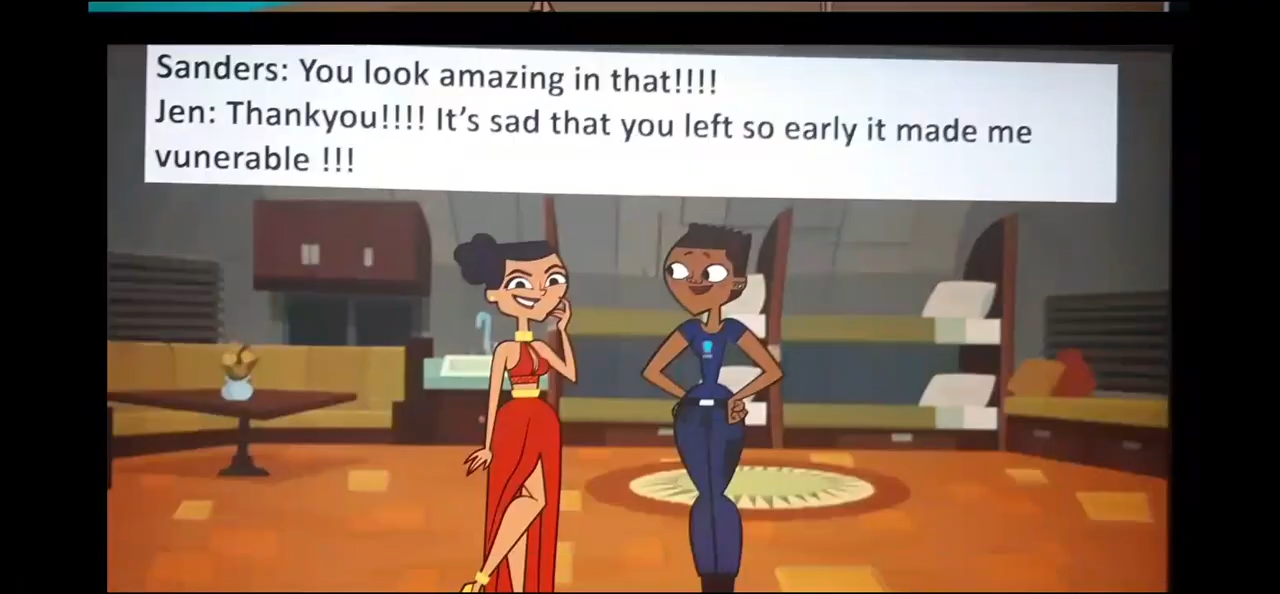 Sanders: You look amazing in that!!!!
Jen: Thankyou!!!! It's sad that you left so early it made me
vunerable !!!